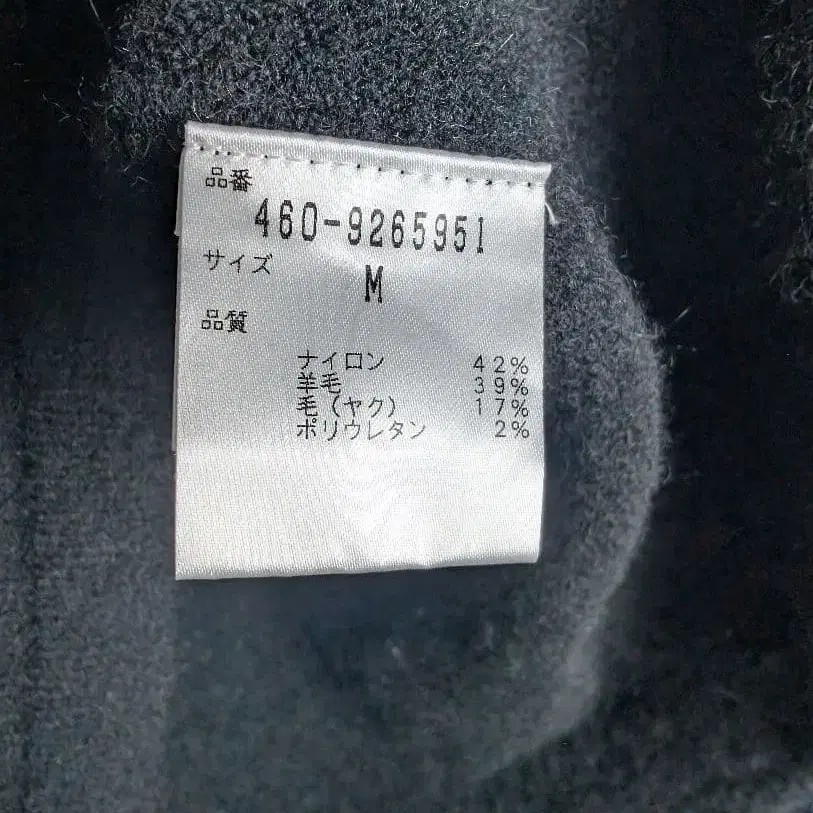 品番
460-9265951
サイズ
M
品質
ナイロン 42%
羊毛 39%
毛(ヤク) 17%
ポリウレタン 2%